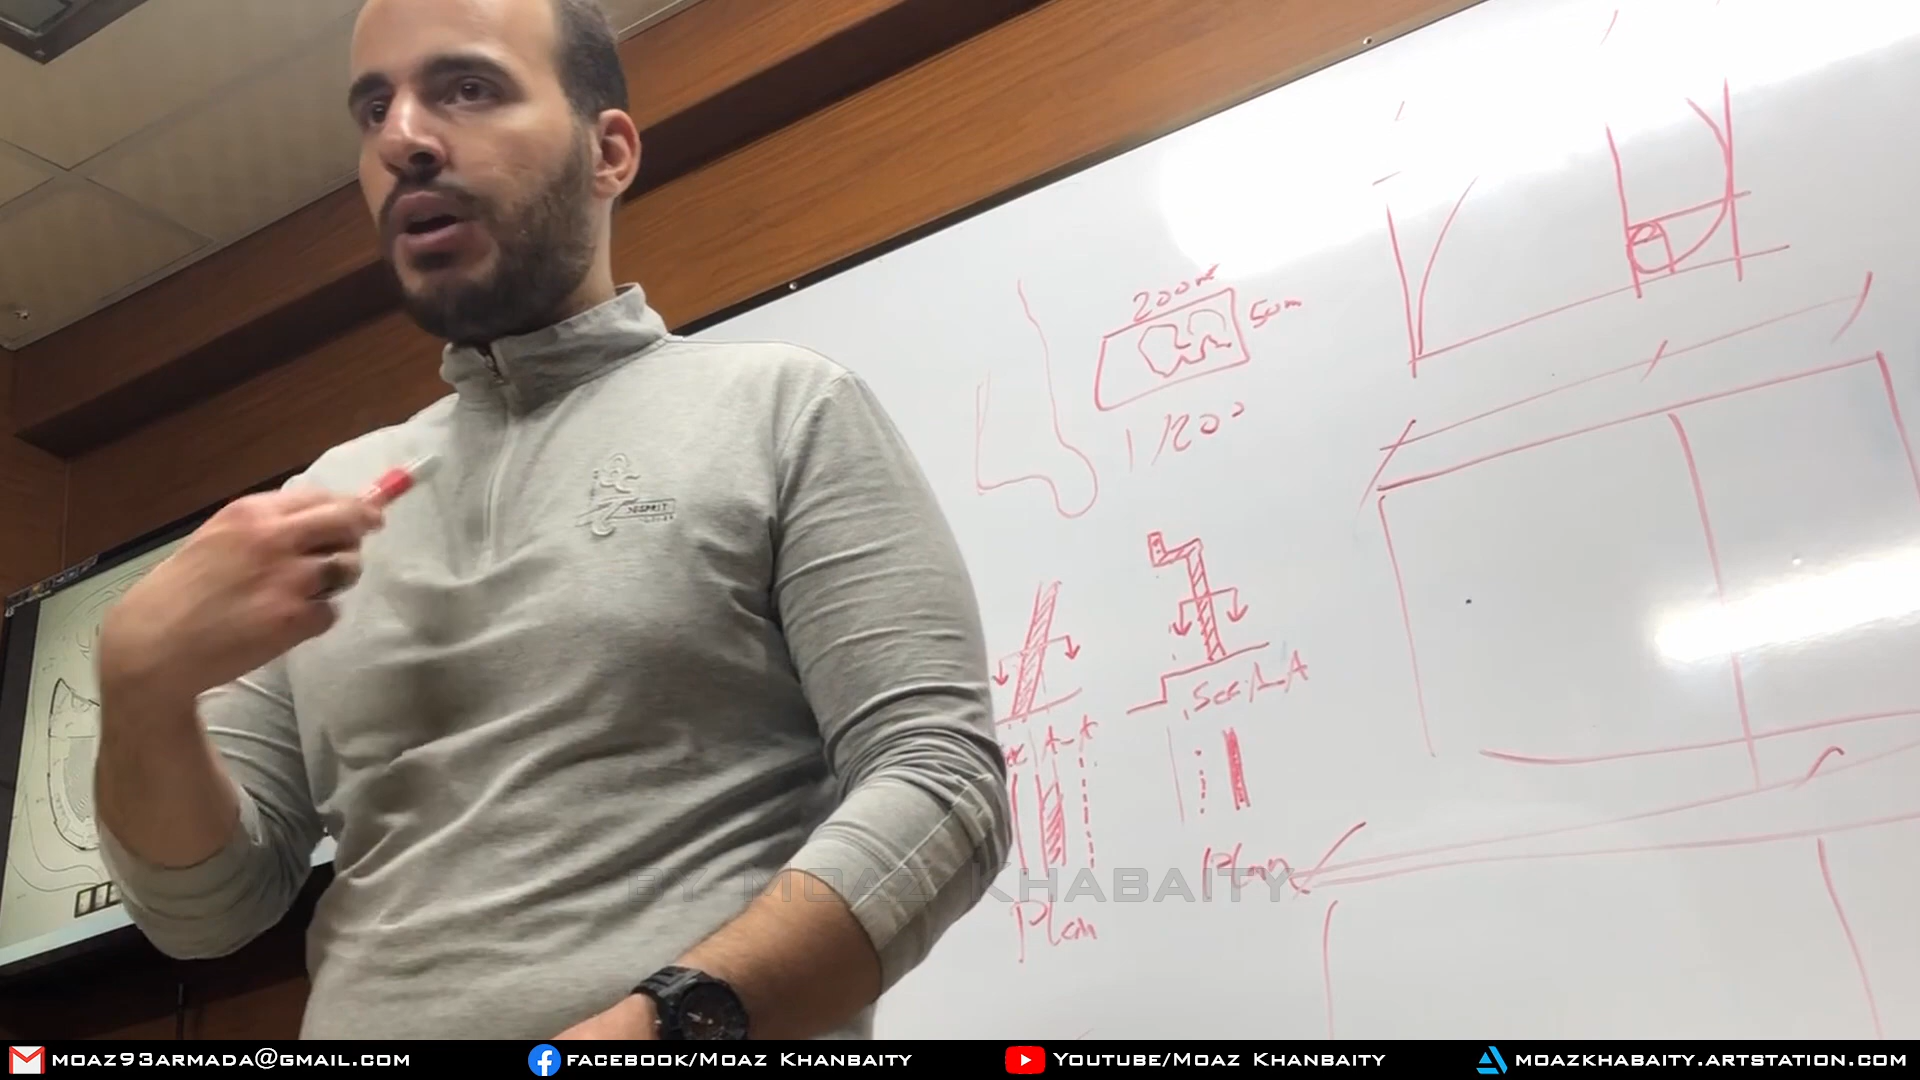 200m
50m
1/200
Sec A-A
Sec A-A
Plan
Plan
BY MOAZ KHABAITY
MOAZ93ARMADA@GMAIL.COM
FACEBOOK/MOAZ KHANBAITY
YOUTUBE/MOAZ KHANBAITY
MOAZKHABAITY.ARTSTATION.COM